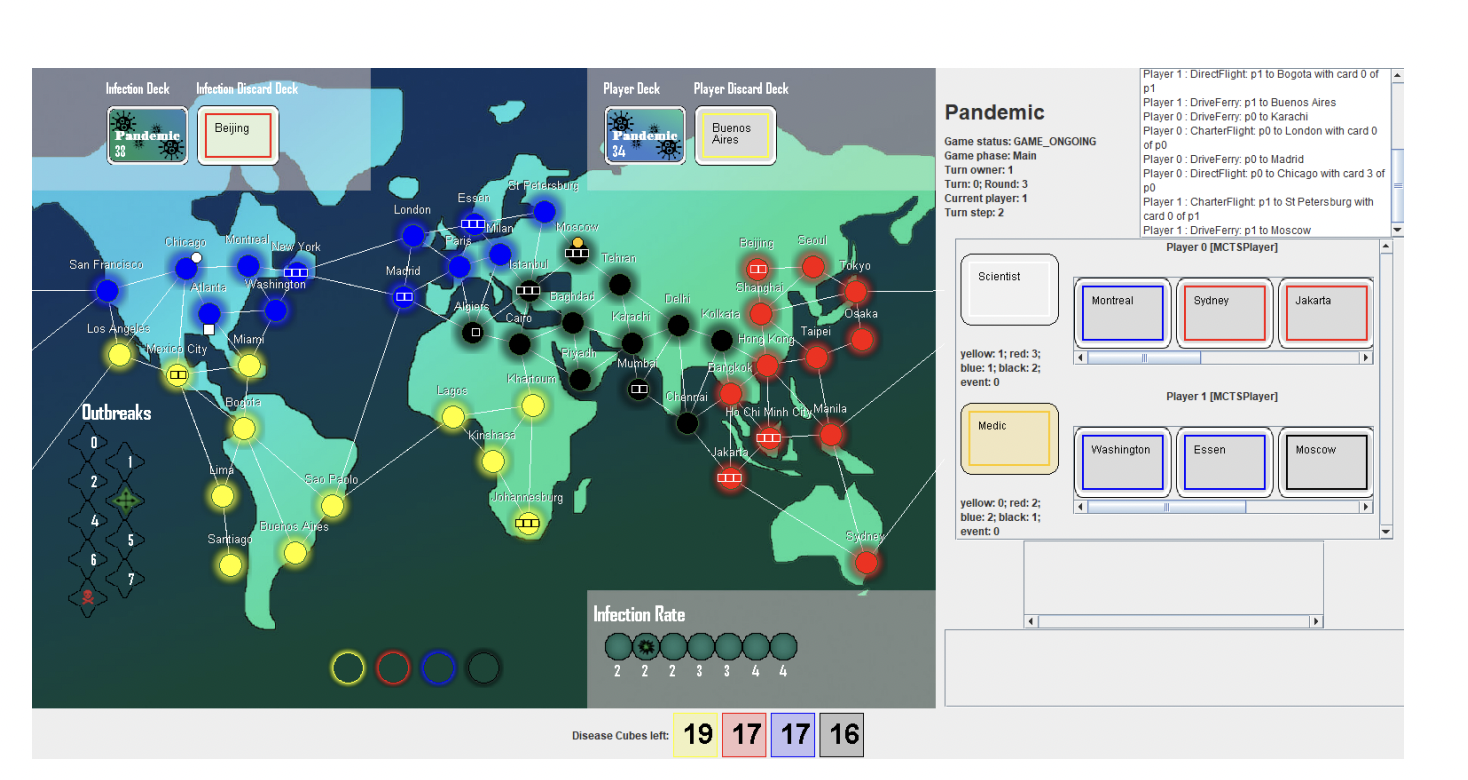 Infection Deck
Infection Discard Deck
Pandemic
38
Beijing
Player Deck
Player Discard Deck
Pandemic
34
Buenos
Aires
St Petersburg
Essen
London
Moscow
Milan
Paris
Chicago
Montreal
New York
San Francisco
Madrid
Istanbul
Tehran
Beijing
Seoul
Tokyo
Atlanta
Washington
Baghdad
Shanghai
Algiers
Cairo
Karachi
Delhi
Kolkata
Osaka
Taipei
Los Angeles
Miami
Mexico City
Hong Kong
Riyadh
Mumbai
Bangkok
Khartoum
Lagos
Bogota
Chennai
Ho Chi Minh City
Manila
Outbreaks
0
1
2
4
5
6
7
Kinshasa
Jakarta
Lima
Sao Paolo
Johannesburg
Buenos Aires
Santiago
Sydney
Infection Rate
2 2 2 3 3 4 4
Disease Cubes left: 19 17 17 16
Pandemic
Game status: GAME_ONGOING
Game phase: Main
Turn owner: 1
Turn: 0; Round: 3
Current player: 1
Turn step: 2
Player 1 : DirectFlight: p1 to Bogota with card 0 of
p1
Player 1 : DriveFerry: p1 to Buenos Aires
Player 0 : DriveFerry: p0 to Karachi
Player 0 : CharterFlight: p0 to London with card 0
of p0
Player 0 : DriveFerry: p0 to Madrid
Player 0 : DirectFlight: p0 to Chicago with card 3 of
p0
Player 1 : CharterFlight: p1 to St Petersburg with
card 0 of p1
Player 1 : DriveFerry: p1 to Moscow
Player 0 [MCTSPlayer]
Scientist
Montreal
Sydney
Jakarta
yellow: 1; red: 3;
blue: 1; black: 2;
event: 0
Player 1 [MCTSPlayer]
Medic
Washington
Essen
Moscow
yellow: 0; red: 2;
blue: 2; black: 1;
event: 0